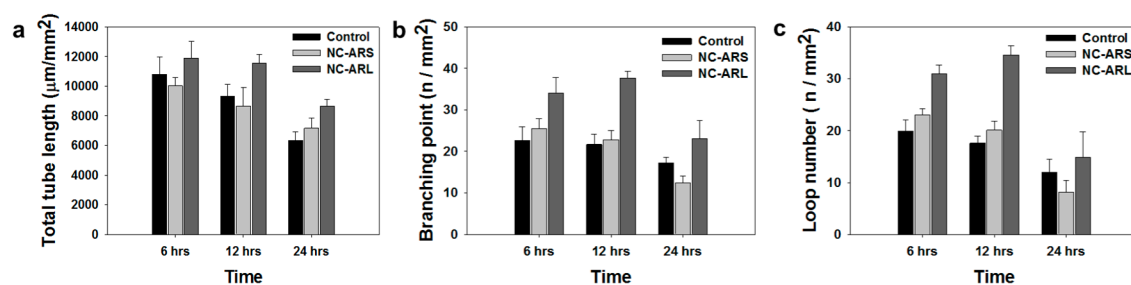 a
Total tube length (μm/mm²)
14000
12000
10000
8000
6000
4000
2000
0
Control
NC-ARS
NC-ARL
6 hrs 12 hrs 24 hrs
Time
b
Branching point (n / mm²)
50
40
30
20
10
0
Control
NC-ARS
NC-ARL
6 hrs 12 hrs 24 hrs
Time
c
Loop number ( n / mm²)
40
30
20
10
0
Control
NC-ARS
NC-ARL
6 hrs 12 hrs 24 hrs
Time